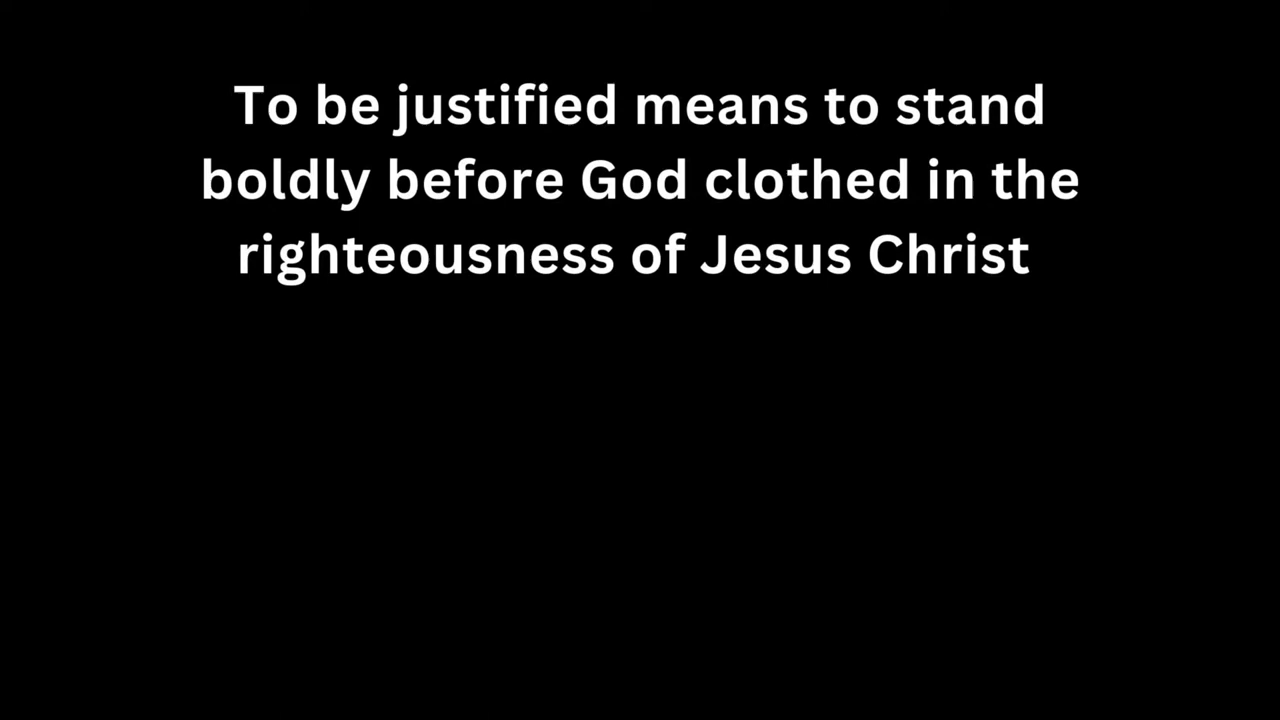 To be justified means to stand
boldly before God clothed in the
righteousness of Jesus Christ